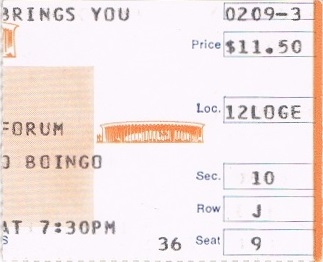 BRINGS YOU 0209-3
Price $11.50
Loc. 12LOGE
FORUM
O BOINGO
Sec. 10
Row J
AT 7:30PM
S 36 Seat 9